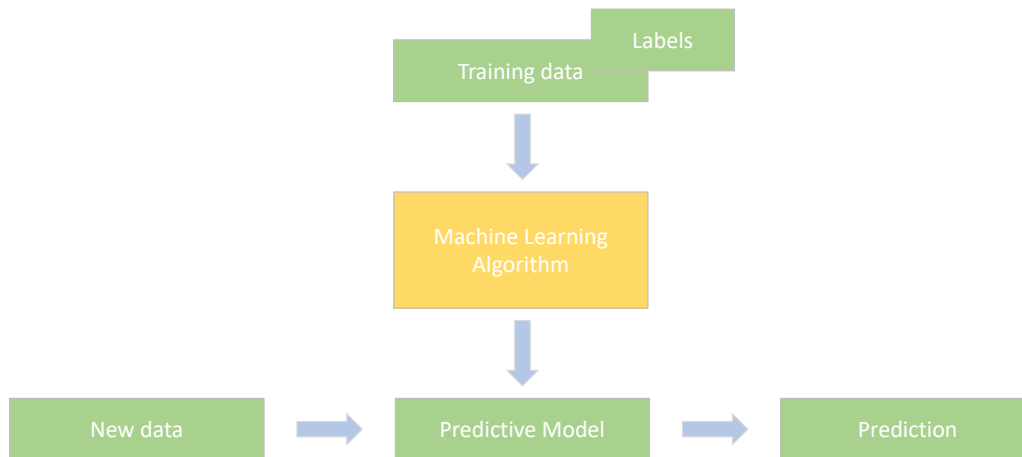 Labels
Training data
Machine Learning
Algorithm
New data
Predictive Model
Prediction